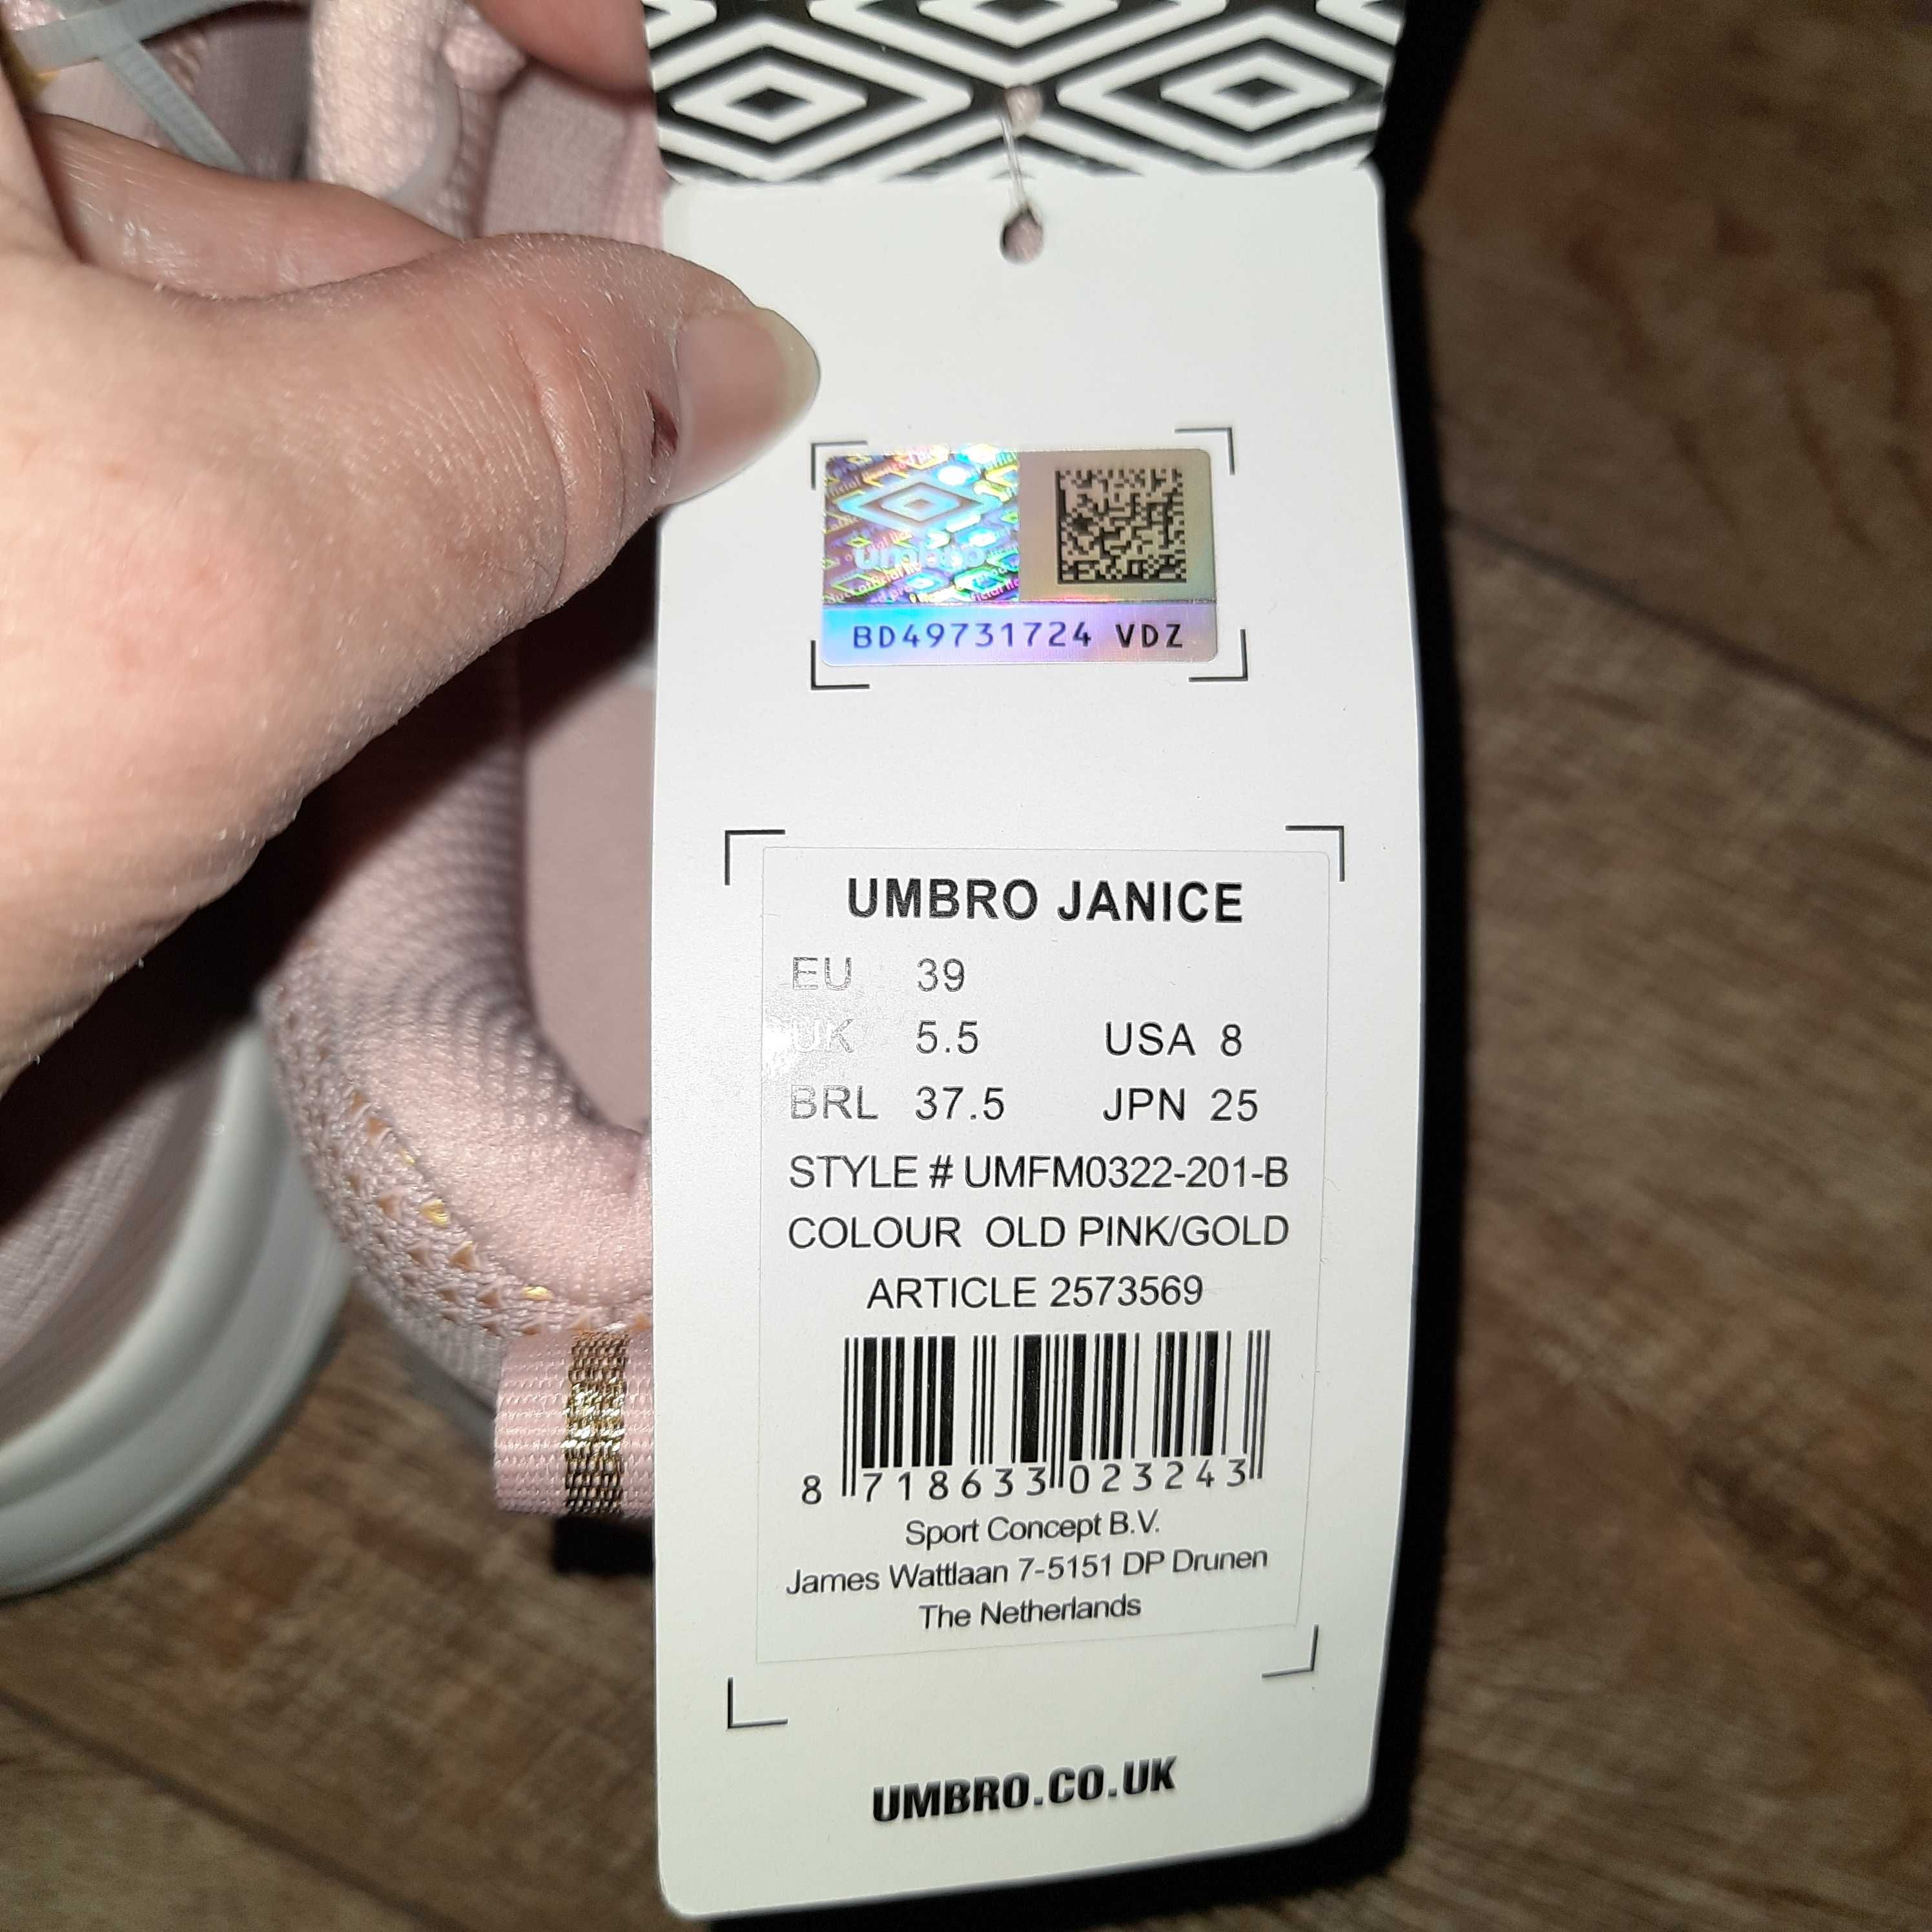 umbro
BD49731724 VDZ
UMBRO JANICE
EU 39
UK 5.5 USA 8
BRL 37.5 JPN 25
STYLE # UMFM0322-201-B
COLOUR OLD PINK/GOLD
ARTICLE 2573569
8 718633 023243
Sport Concept B.V.
James Wattlaan 7-5151 DP Drunen
The Netherlands
UMBRO.CO.UK